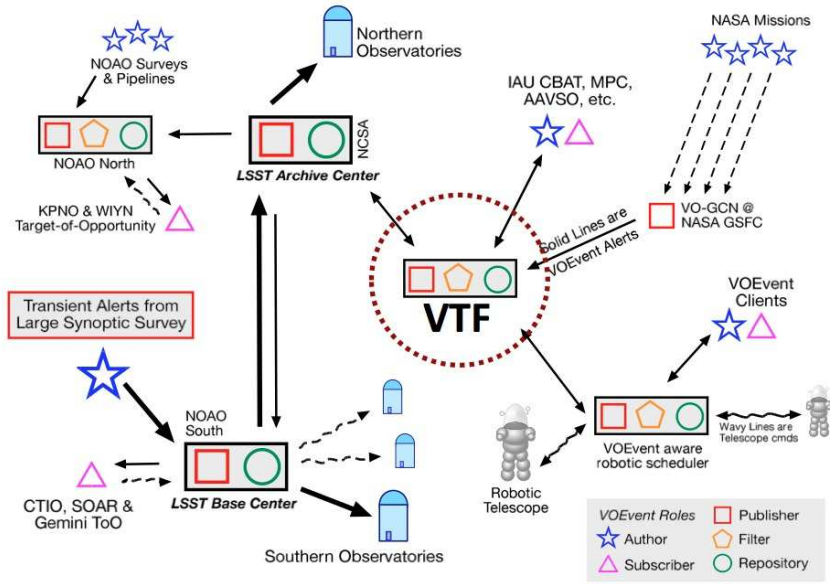 NOAO Surveys
& Pipelines
Northern
Observatories
NASA Missions
IAU CBAT, MPC,
AAVSO, etc.
NOAO North
NCSA
LSST Archive Center
KPNO & WIYN
Target-of-Opportunity
VO-GCN @
NASA GSFC
Solid Lines are
VOEvent Alerts
VTF
VOEvent
Clients
Transient Alerts from
Large Synoptic Survey
NOAO
South
LSST Base Center
CTIO, SOAR &
Gemini ToO
Southern Observatories
Robotic
Telescope
VOEvent aware
robotic scheduler
Wavy Lines are
Telescope cmds
VOEvent Roles
Author
Subscriber
Publisher
Filter
Repository